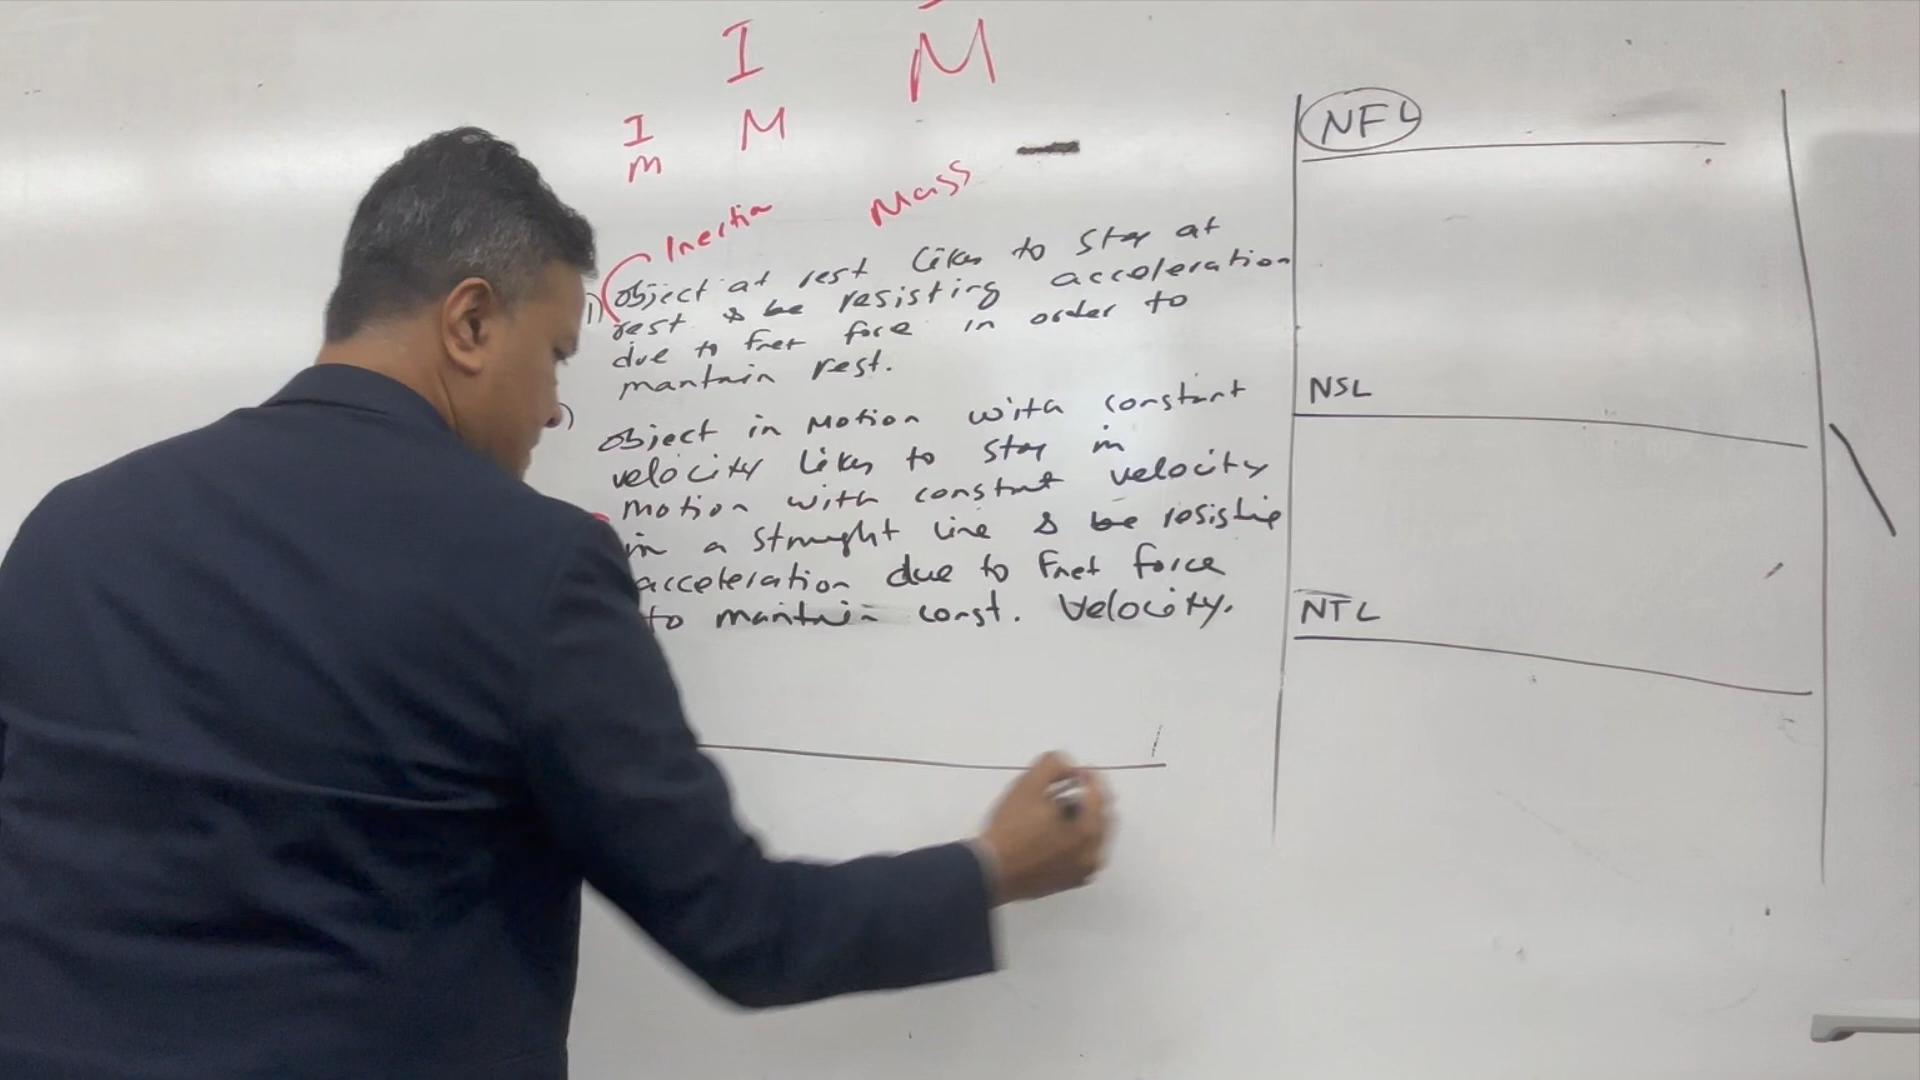 I M
I M
m
Inertia Mass
1) Object at rest likes to stay at
rest & be resisting acceleration
due to Fnet force in order to
mantain rest.
) Object in Motion with constant
velocity likes to stay in
motion with constant velocity
in a straight line & be resisting
acceleration due to Fnet force
to maintain const. Velocity.
NFL
NSL
NTL